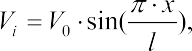 V_i = V_0 · sin(π · x / l),